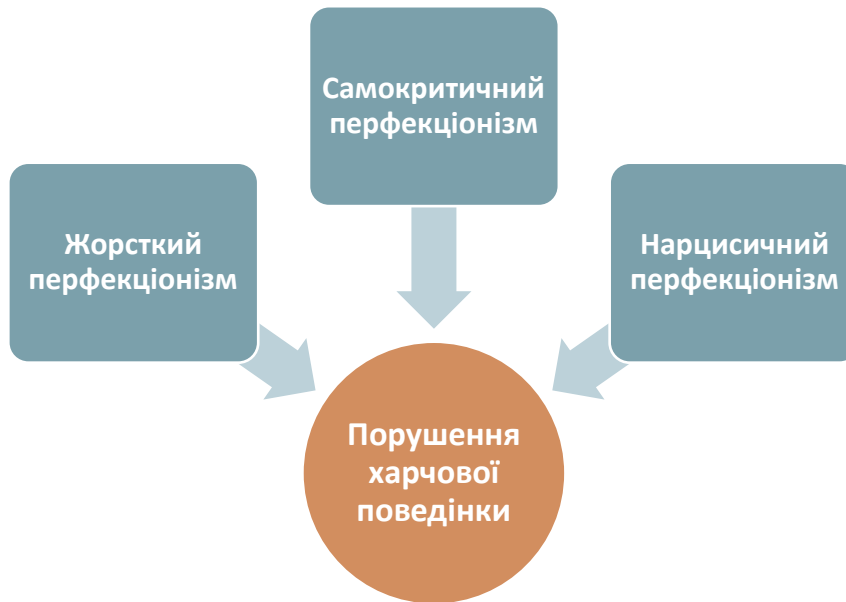 Самокритичний
перфекціонізм
Жорсткий
перфекціонізм
Нарцисичний
перфекціонізм
Порушення
харчової
поведінки